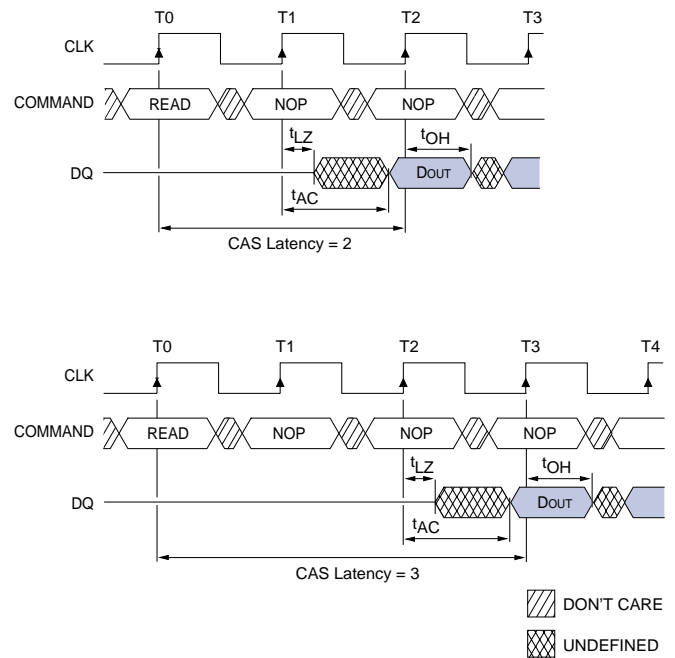 T0 T1 T2 T3
CLK
COMMAND READ NOP NOP
tLZ tOH
DQ DOUT
tAC
CAS Latency = 2
T0 T1 T2 T3 T4
CLK
COMMAND READ NOP NOP NOP
tLZ tOH
DQ DOUT
tAC
CAS Latency = 3
DON'T CARE
UNDEFINED